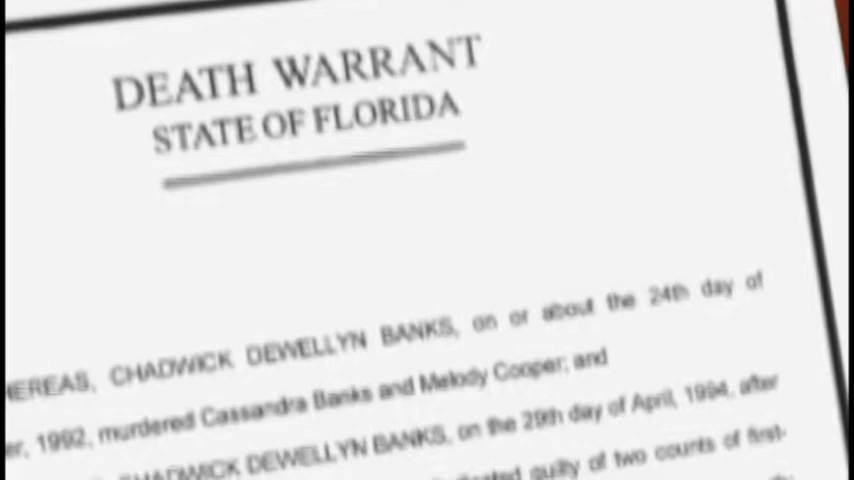 DEATH WARRANT
STATE OF FLORIDA
HEREAS, CHADWICK DEWELLYN BANKS, on or about the 24th day of
er, 1992, murdered Cassandra Banks and Melody Cooper; and
CHADWICK DEWELLYN BANKS, on the 29th day of April, 1994, after
guilty of two counts of first-